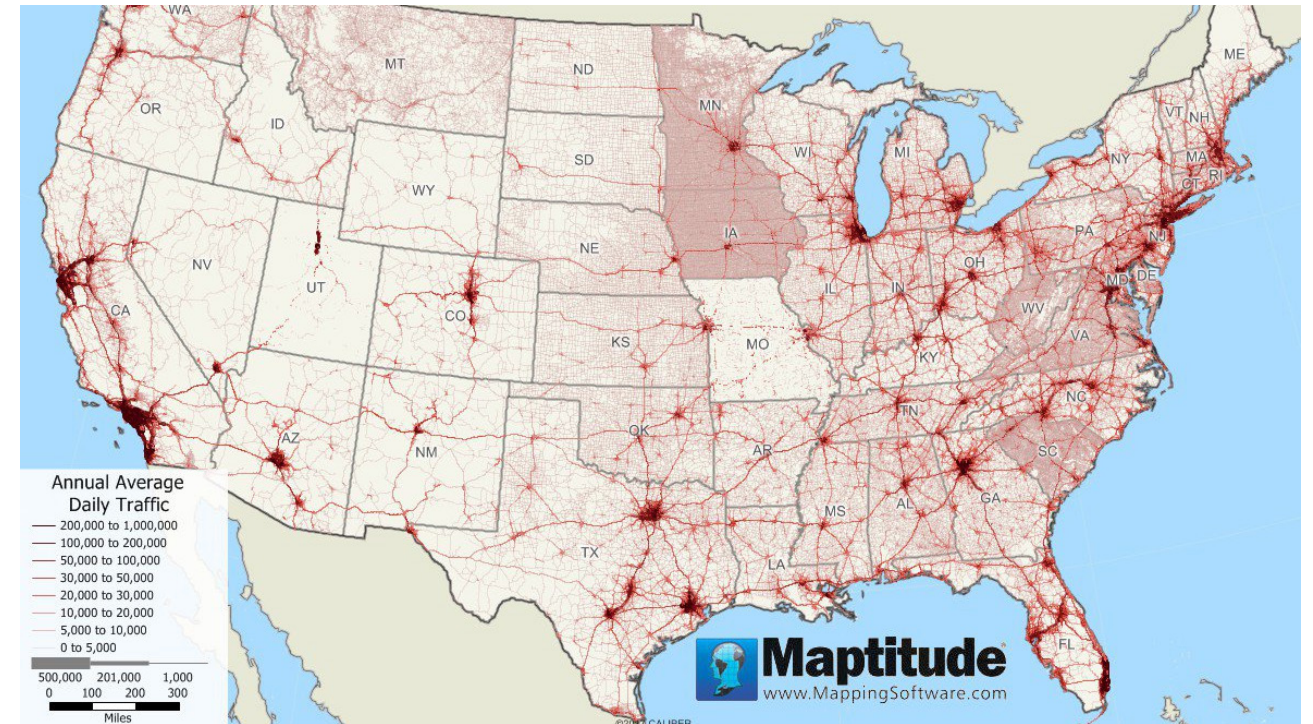 WA
MT
ND
MN
ME
OR
ID
SD
WI
MI
VT
NH
NY
MA
CT
RI
WY
IA
NE
PA
NJ
NV
UT
CO
IL
IN
OH
MD
DE
WV
VA
CA
KS
MO
KY
NC
TN
AZ
NM
OK
AR
SC
MS
AL
GA
TX
LA
FL
Annual Average
Daily Traffic
200,000 to 1,000,000
100,000 to 200,000
50,000 to 100,000
30,000 to 50,000
20,000 to 30,000
10,000 to 20,000
5,000 to 10,000
0 to 5,000
500,000 201,000 1,000
0 100 200 300
Miles
Maptitude
www.MappingSoftware.com
CALIPER